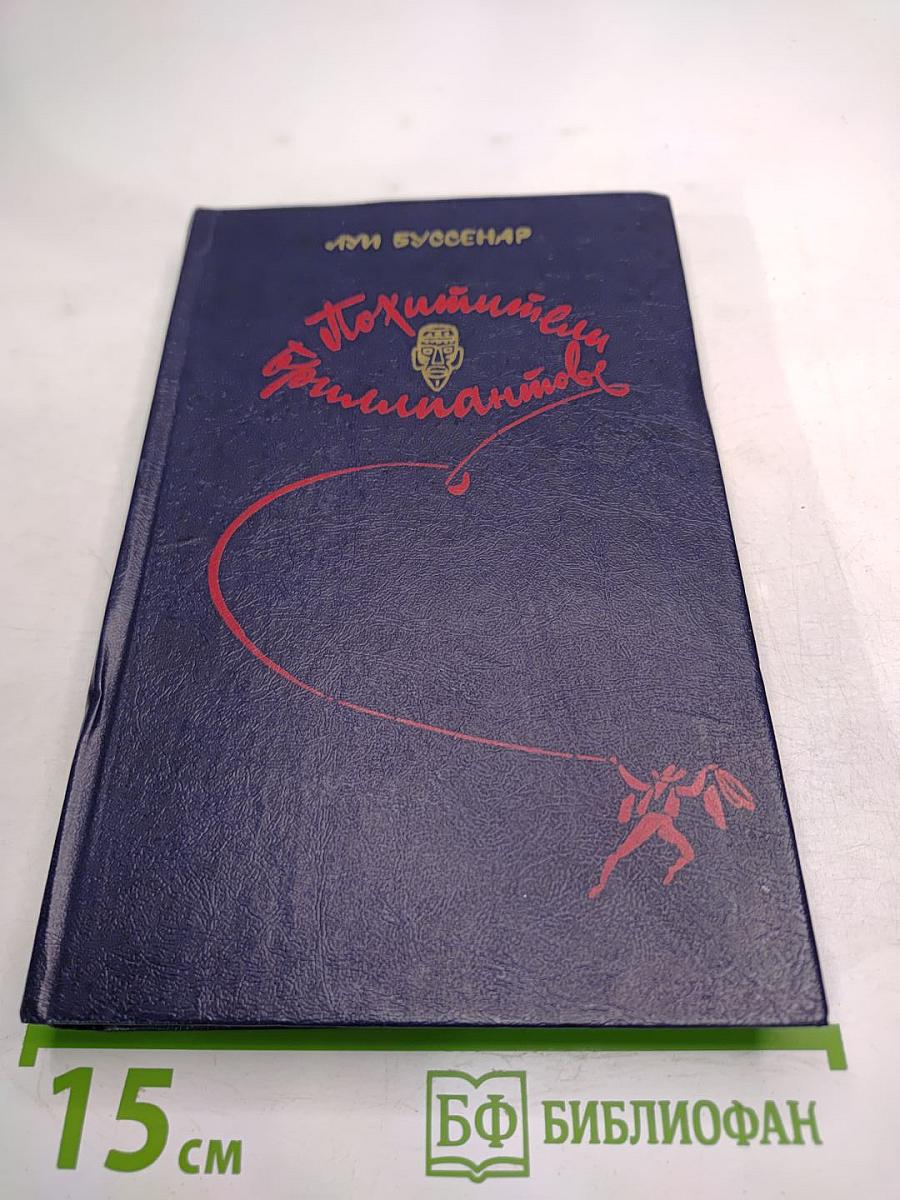 ЛУИ БУССЕНАР
Похитители
бриллиантов
15 см
БФ БИБЛИОФАН